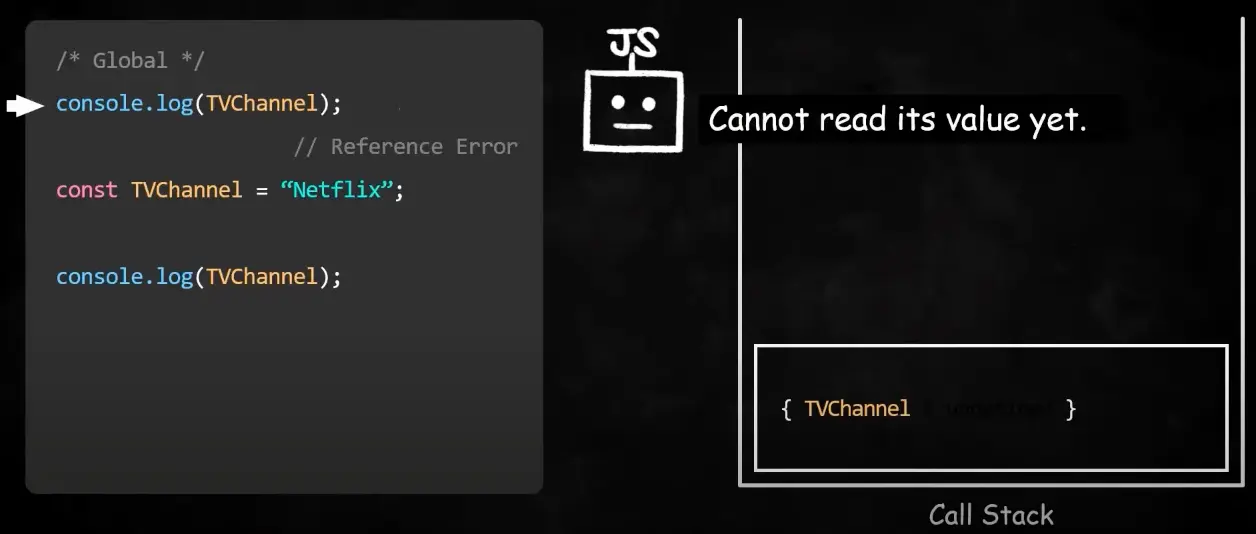 /* Global */
console.log(TVChannel);
// Reference Error
const TVChannel = “Netflix”;
console.log(TVChannel);
JS
Cannot read its value yet.
{ TVChannel }
Call Stack